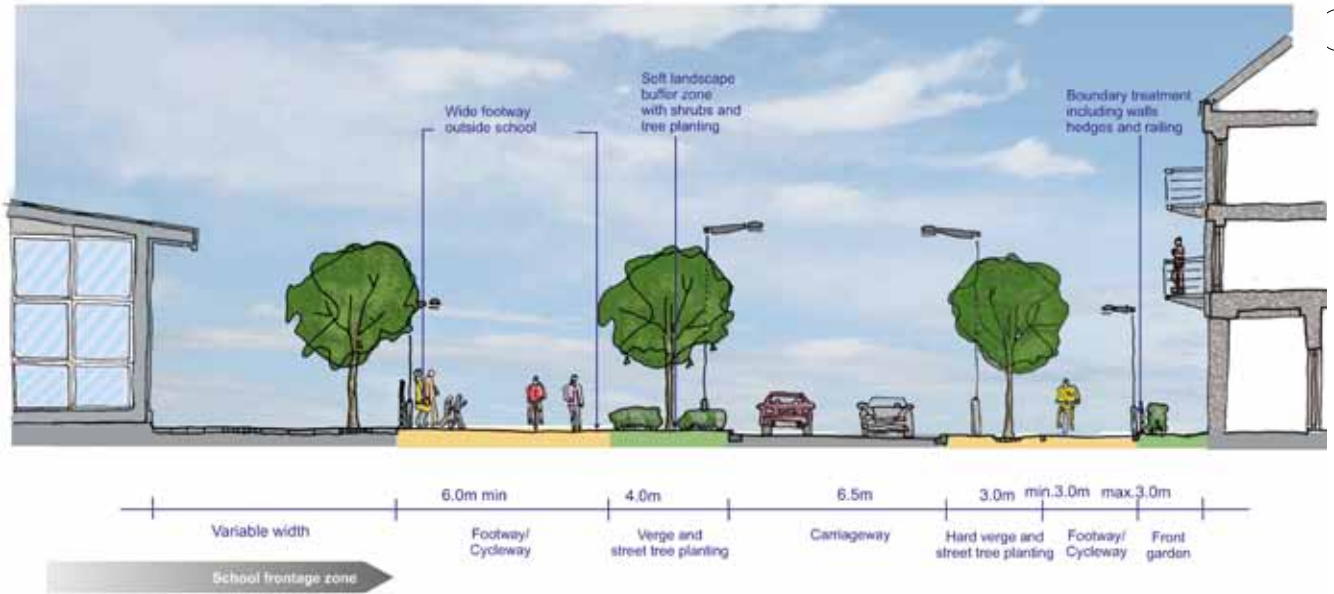 Wide footway
outside school
Soft landscape
buffer zone
with shrubs and
tree planting
Boundary treatment
including walls
hedges and railing
6.0m min
4.0m
6.5m
3.0m
min.3.0m
max.3.0m
Variable width
Footway/
Cycleway
Verge and
street tree planting
Carriageway
Hard verge and
street tree planting
Footway/
Cycleway
Front
garden
School frontage zone